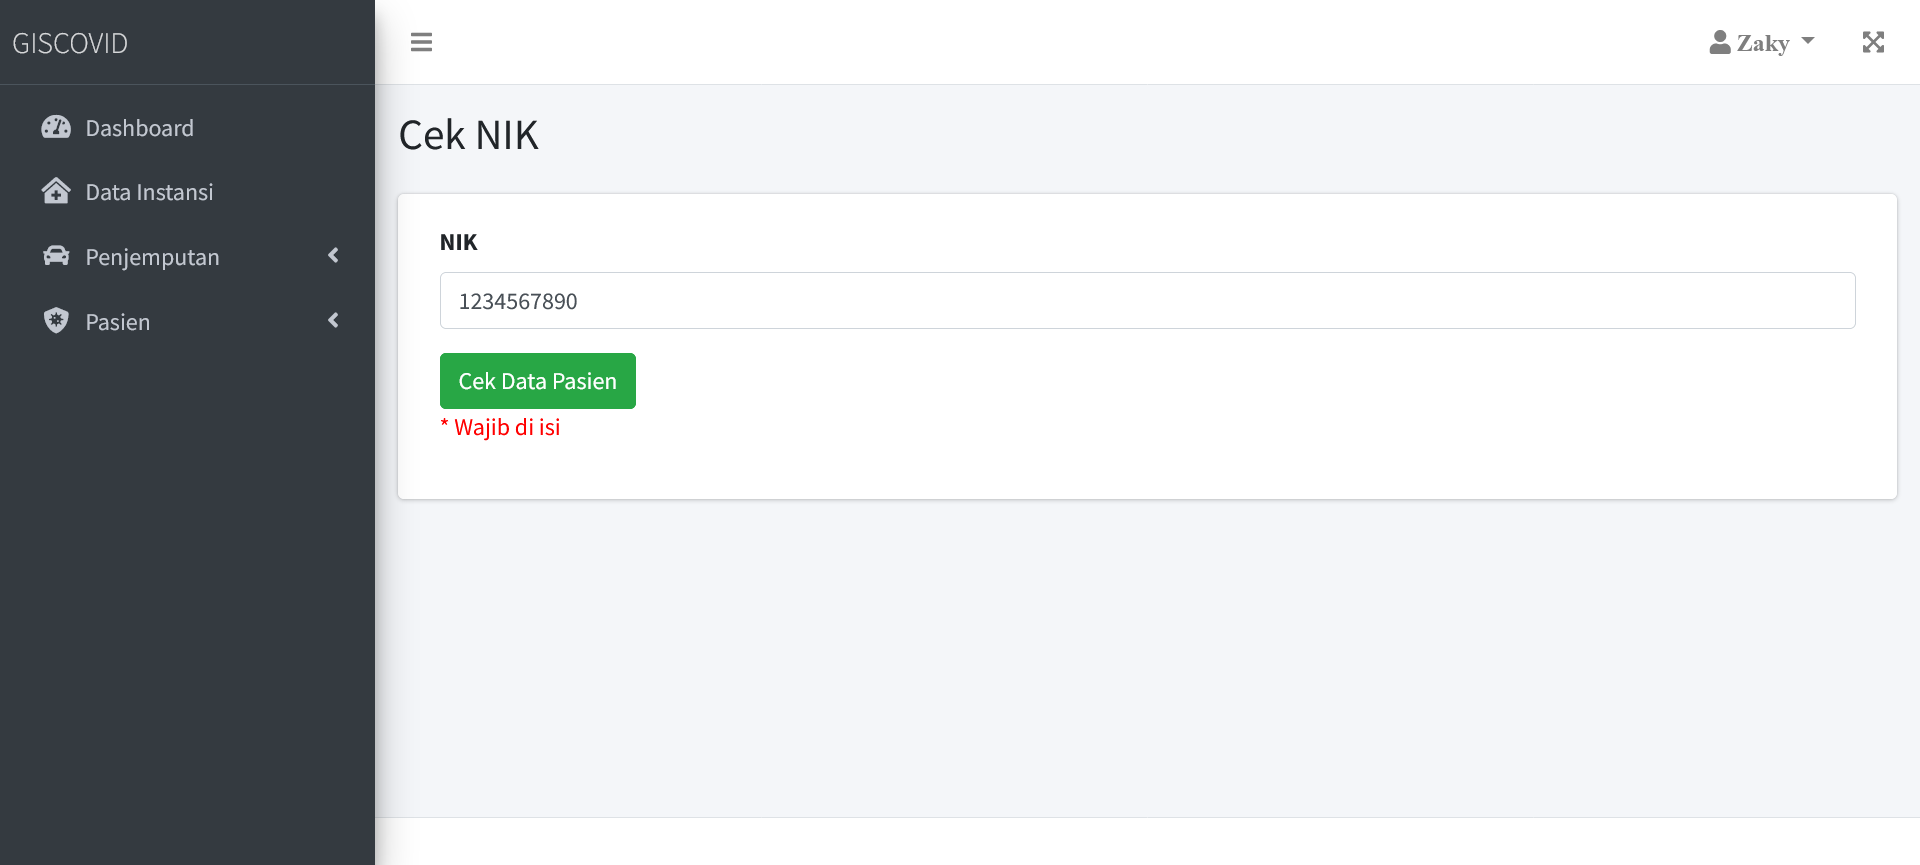 GISCOVID
Zaky
Dashboard
Data Instansi
Penjemputan
Pasien
Cek NIK
NIK
1234567890
Cek Data Pasien
* Wajib di isi